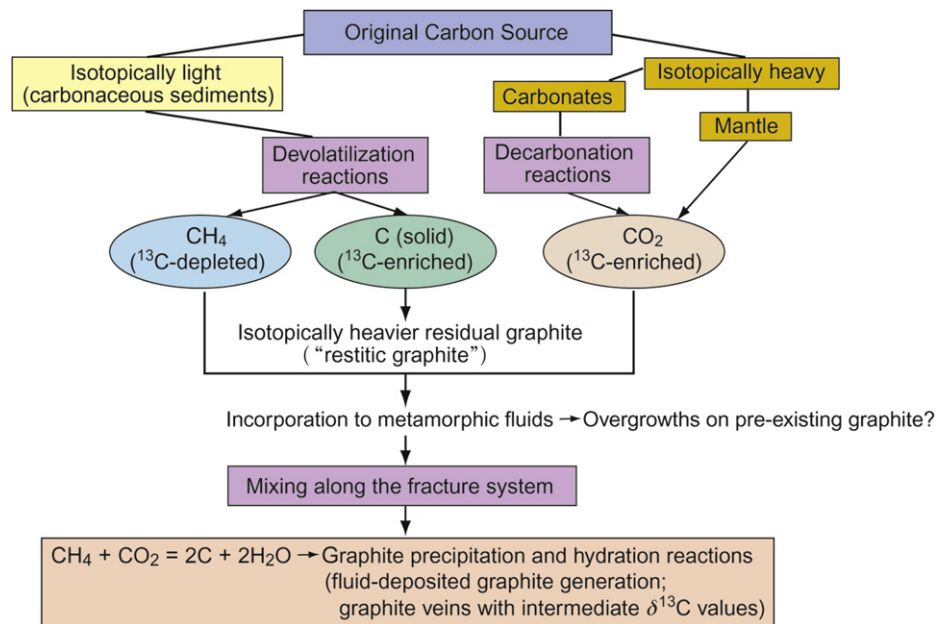 Original Carbon Source
Isotopically light
(carbonaceous sediments)
Isotopically heavy
Carbonates
Mantle
Devolatilization
reactions
Decarbonation
reactions
CH₄
(¹³C-depleted)
C (solid)
(¹³C-enriched)
CO₂
(¹³C-enriched)
Isotopically heavier residual graphite
(“restitic graphite”)
Incorporation to metamorphic fluids → Overgrowths on pre-existing graphite?
Mixing along the fracture system
CH₄ + CO₂ = 2C + 2H₂O → Graphite precipitation and hydration reactions
(fluid-deposited graphite generation;
graphite veins with intermediate δ¹³C values)